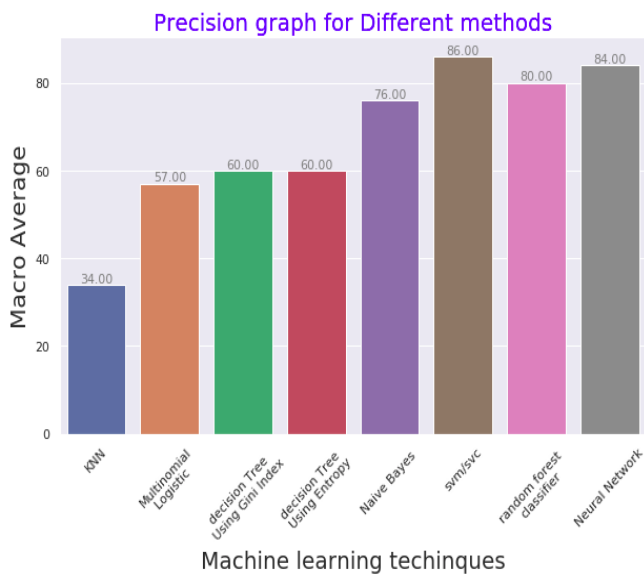 Precision graph for Different methods
Macro Average
80
60
40
20
0
34.00
57.00
60.00
60.00
76.00
86.00
80.00
84.00
KNN
Multinomial
Logistic
decision Tree
Using Gini Index
decision Tree
Using Entropy
Naive Bayes
svm/svc
random forest
classifier
Neural Network
Machine learning techinques